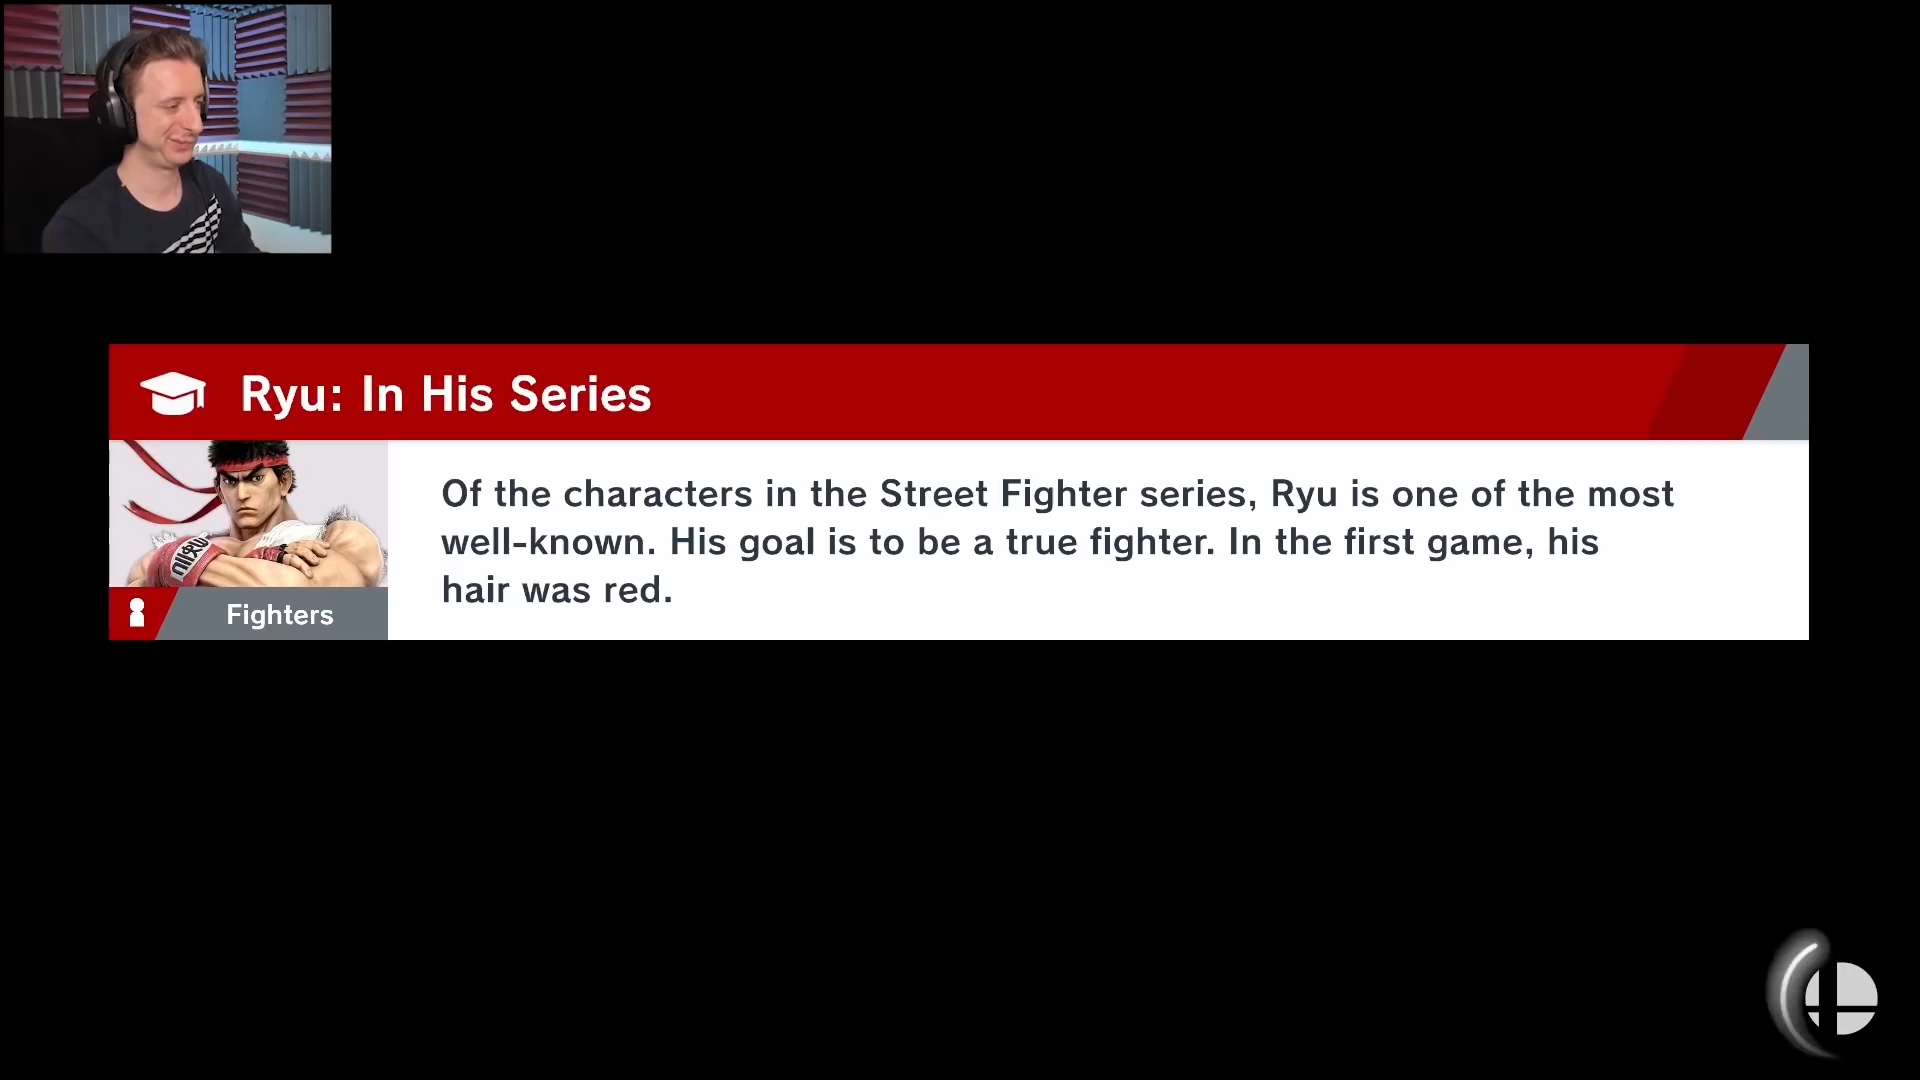 Ryu: In His Series
Of the characters in the Street Fighter series, Ryu is one of the most
well-known. His goal is to be a true fighter. In the first game, his
hair was red.
Fighters